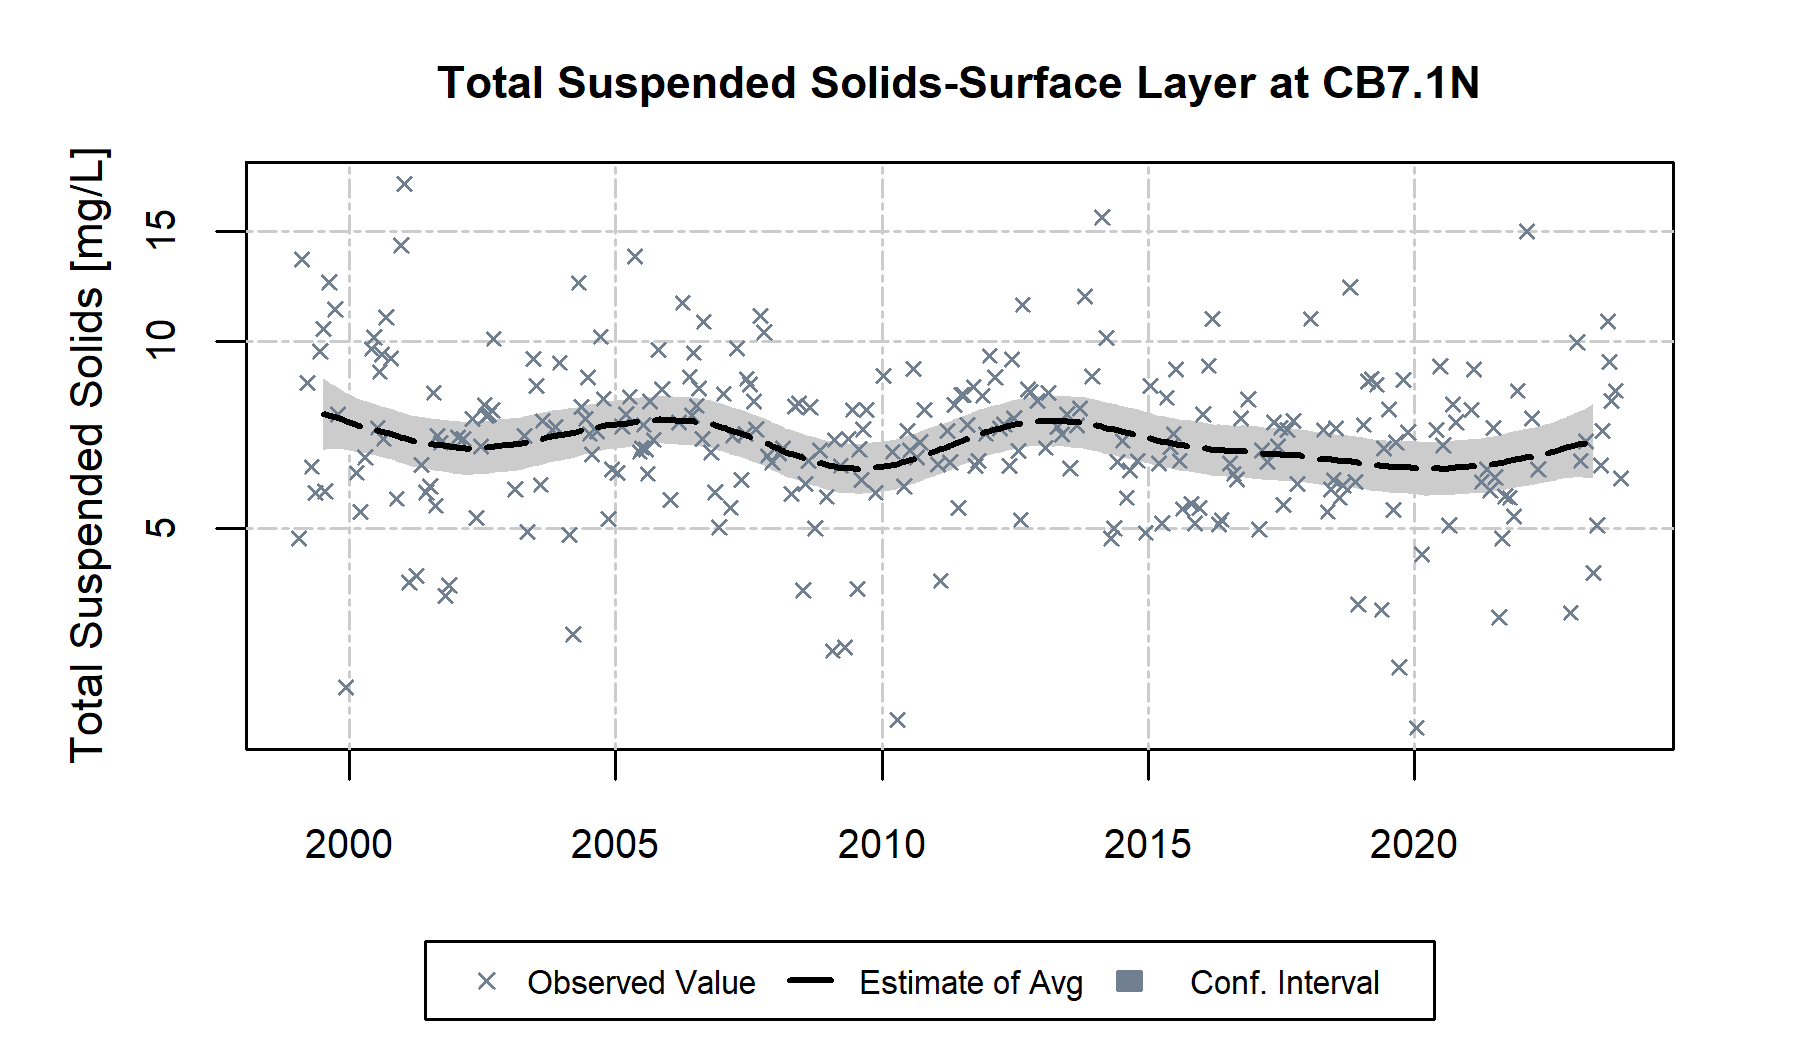 Total Suspended Solids-Surface Layer at CB7.1N
Total Suspended Solids [mg/L]
15
10
5
2000 2005 2010 2015 2020
Observed Value Estimate of Avg Conf. Interval